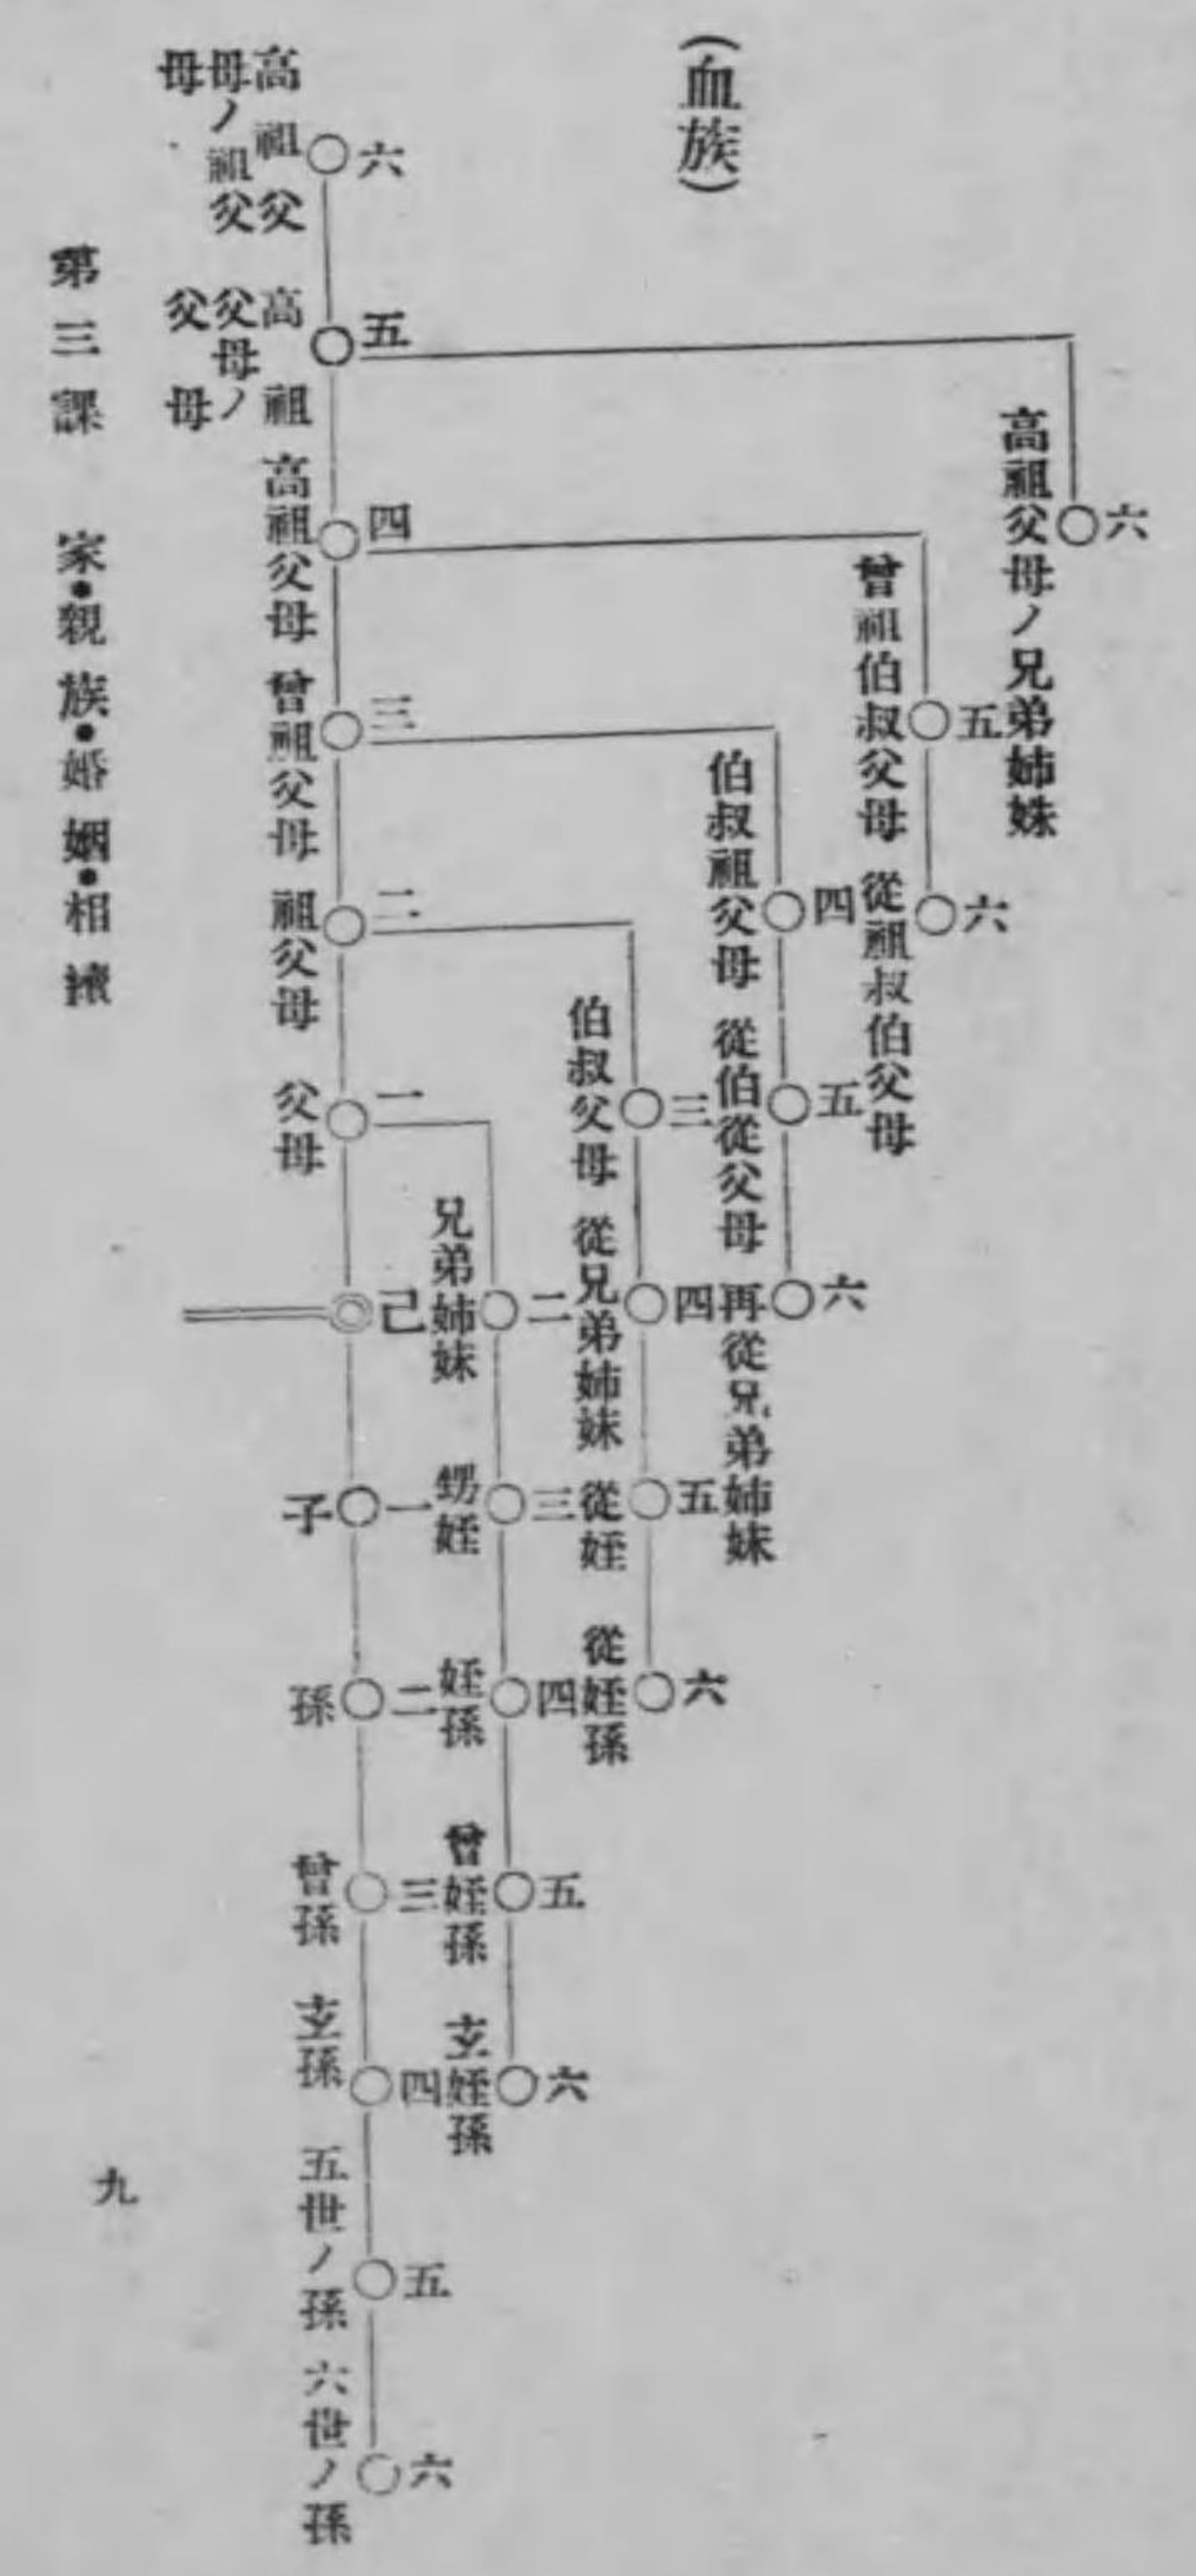 (血族)
六
高祖父母ノ兄弟姉妹
五
曾祖伯叔父母
六
從祖叔伯父母
四
伯叔祖父母
五
從伯從父母
六
再從兄弟姉妹
三
伯叔父母
四
從兄弟姉妹
五
從姪
六
從姪孫
二
兄弟姉妹
三
甥姪
四
姪孫
五
曾姪孫
六
玄姪孫
六
高祖父
母ノ祖父
母
五
高祖
父母ノ
父母
四
高祖父母
三
曾祖父母
二
祖父母
一
父母
己
一
子
二
孫
三
曾孫
四
玄孫
五
五世ノ孫
六
六世ノ孫
第三課 家・親族・婚姻・相續
九